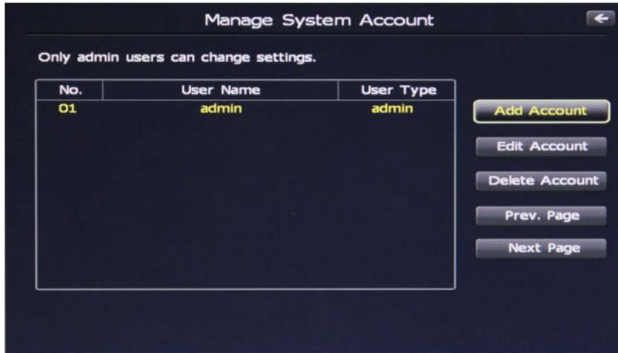 Manage System Account
Only admin users can change settings.
No. User Name User Type
01 admin admin
Add Account
Edit Account
Delete Account
Prev. Page
Next Page